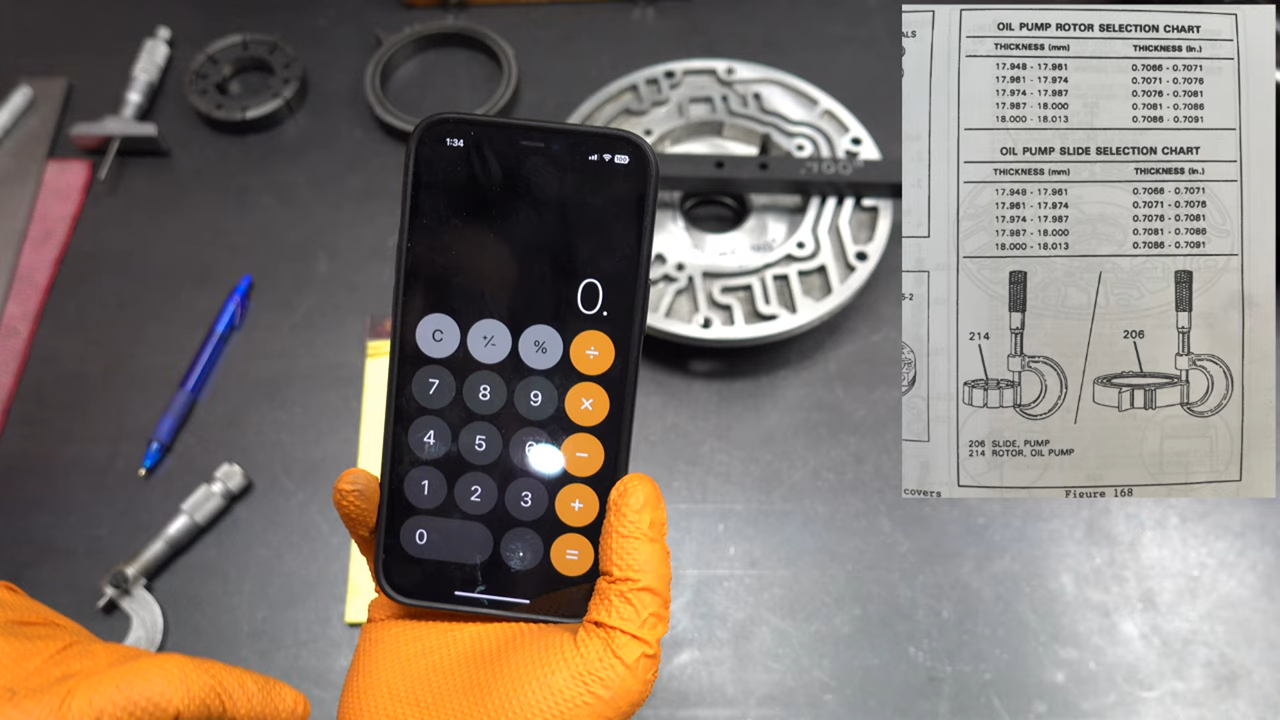 1:34
100
0.
C
+/-
%
÷
7
8
9
×
4
5
6
−
1
2
3
+
0
.
=
.100
ALS
OIL PUMP ROTOR SELECTION CHART
THICKNESS (mm) THICKNESS (in.)
17.948 - 17.961 0.7066 - 0.7071
17.961 - 17.974 0.7071 - 0.7076
17.974 - 17.987 0.7076 - 0.7081
17.987 - 18.000 0.7081 - 0.7086
18.000 - 18.013 0.7086 - 0.7091
OIL PUMP SLIDE SELECTION CHART
THICKNESS (mm) THICKNESS (in.)
17.948 - 17.961 0.7066 - 0.7071
17.961 - 17.974 0.7071 - 0.7076
17.974 - 17.987 0.7076 - 0.7081
17.987 - 18.000 0.7081 - 0.7086
18.000 - 18.013 0.7086 - 0.7091
214
206
206 SLIDE, PUMP
214 ROTOR, OIL PUMP
covers
Figure 168